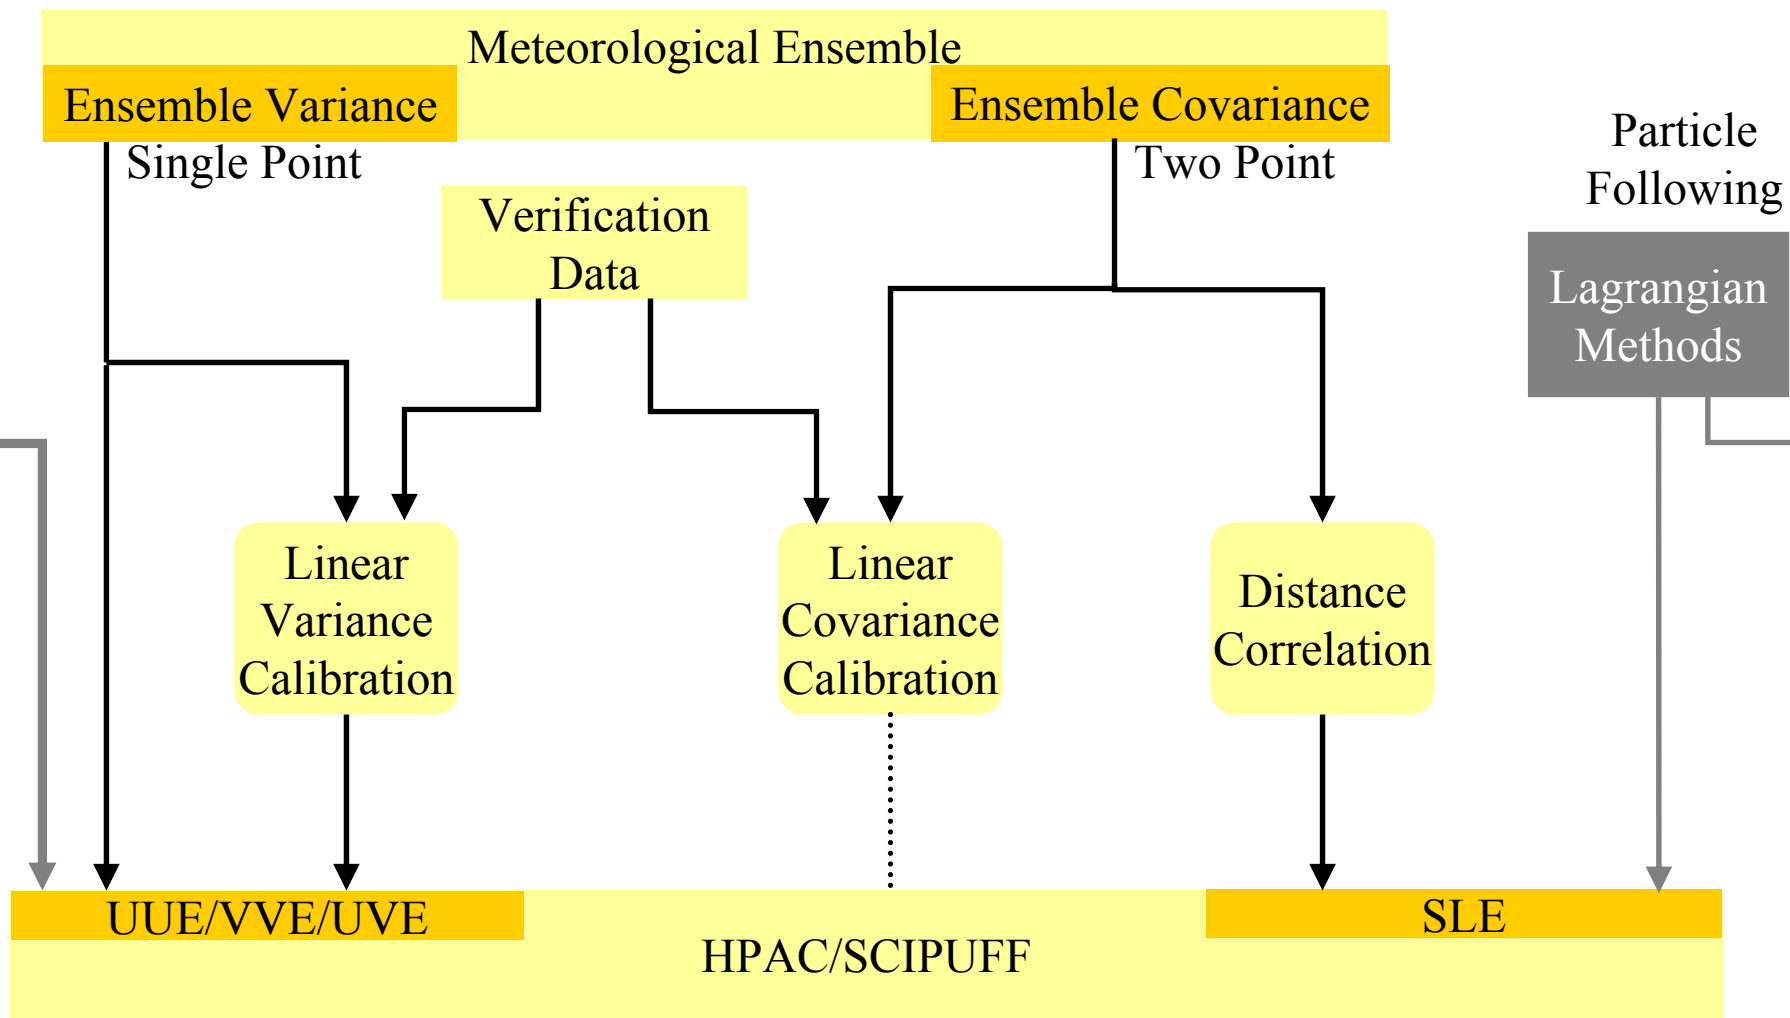 Meteorological Ensemble
Ensemble Variance
Ensemble Covariance
Single Point
Two Point
Particle
Following
Verification
Data
Lagrangian
Methods
Linear
Variance
Calibration
Linear
Covariance
Calibration
Distance
Correlation
UUE/VVE/UVE
SLE
HPAC/SCIPUFF